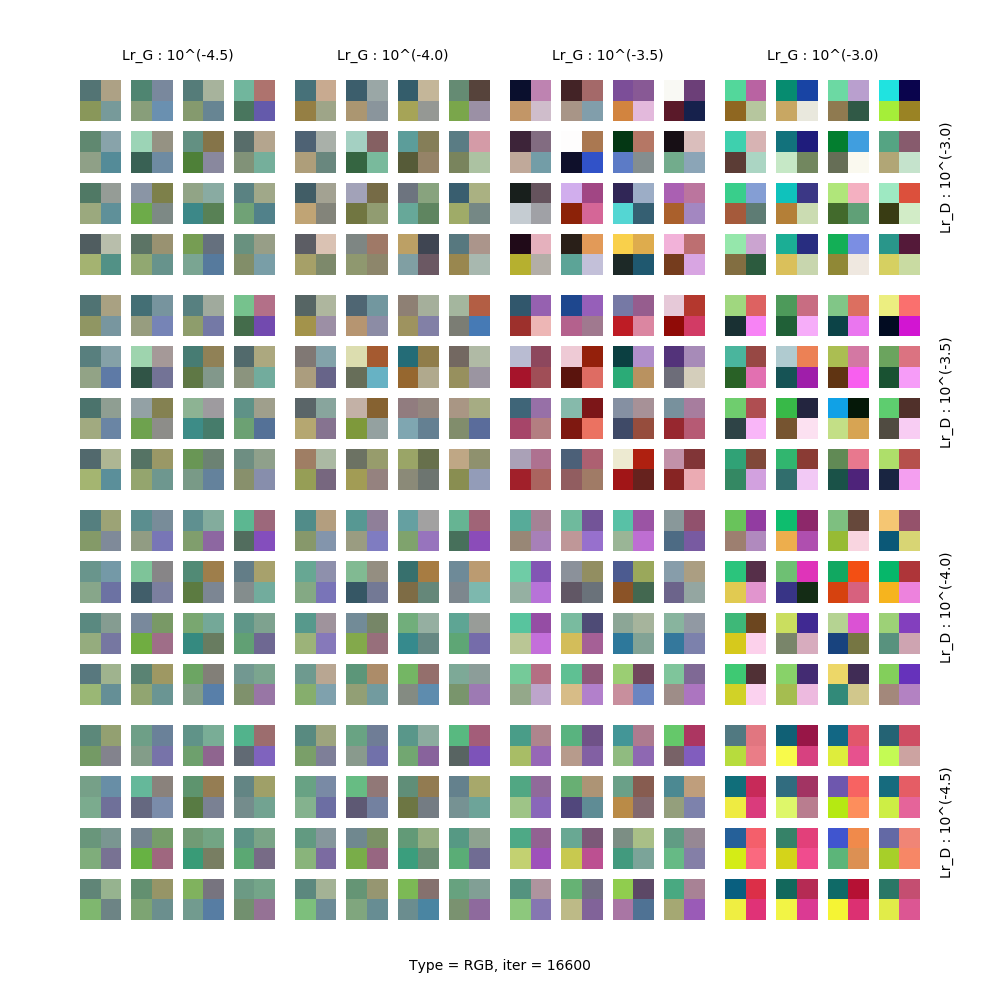 Lr_G : 10^(-4.5)
Lr_G : 10^(-4.0)
Lr_G : 10^(-3.5)
Lr_G : 10^(-3.0)
Lr_D : 10^(-3.0)
Lr_D : 10^(-3.5)
Lr_D : 10^(-4.0)
Lr_D : 10^(-4.5)
Type = RGB, iter = 16600